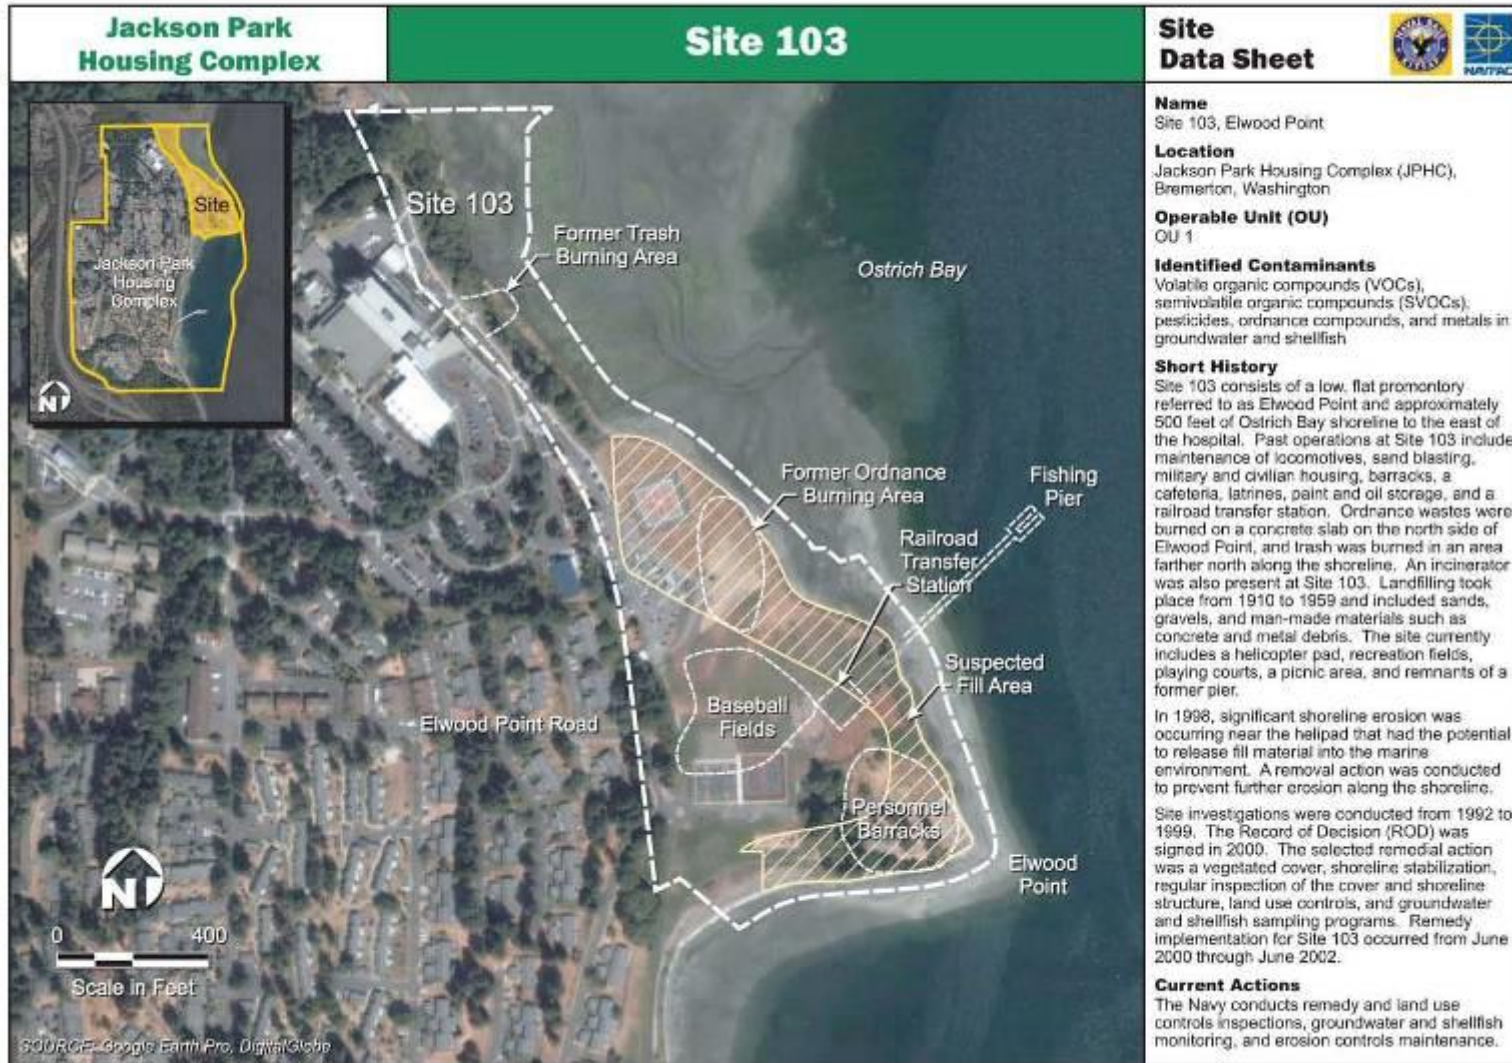 Jackson Park
Housing Complex
Site 103
Site
Data Sheet
NAVFAC
Site
Jackson Park
Housing
Complex
N
Site 103
Former Trash
Burning Area
Ostrich Bay
Former Ordnance
Burning Area
Fishing
Pier
Railroad
Transfer
Station
Suspected
Fill Area
Baseball
Fields
Elwood Point Road
Personnel
Barracks
Elwood
Point
N
0 400
Scale in Feet
SOURCE: Google Earth Pro, DigitalGlobe
Name
Site 103, Elwood Point
Location
Jackson Park Housing Complex (JPHC),
Bremerton, Washington
Operable Unit (OU)
OU 1
Identified Contaminants
Volatile organic compounds (VOCs),
semivolatile organic compounds (SVOCs),
pesticides, ordnance compounds, and metals in
groundwater and shellfish
Short History
Site 103 consists of a low, flat promontory
referred to as Elwood Point and approximately
500 feet of Ostrich Bay shoreline to the east of
the hospital. Past operations at Site 103 include
maintenance of locomotives, sand blasting,
military and civilian housing, barracks, a
cafeteria, latrines, paint and oil storage, and a
railroad transfer station. Ordnance wastes were
burned on a concrete slab on the north side of
Elwood Point, and trash was burned in an area
farther north along the shoreline. An incinerator
was also present at Site 103. Landfilling took
place from 1910 to 1959 and included sands,
gravels, and man-made materials such as
concrete and metal debris. The site currently
includes a helicopter pad, recreation fields,
playing courts, a picnic area, and remnants of a
former pier.
In 1998, significant shoreline erosion was
occurring near the helipad that had the potential
to release fill material into the marine
environment. A removal action was conducted
to prevent further erosion along the shoreline.
Site investigations were conducted from 1992 to
1999. The Record of Decision (ROD) was
signed in 2000. The selected remedial action
was a vegetated cover, shoreline stabilization,
regular inspection of the cover and shoreline
structure, land use controls, and groundwater
and shellfish sampling programs. Remedy
implementation for Site 103 occurred from June
2000 through June 2002.
Current Actions
The Navy conducts remedy and land use
controls inspections, groundwater and shellfish
monitoring, and erosion controls maintenance.